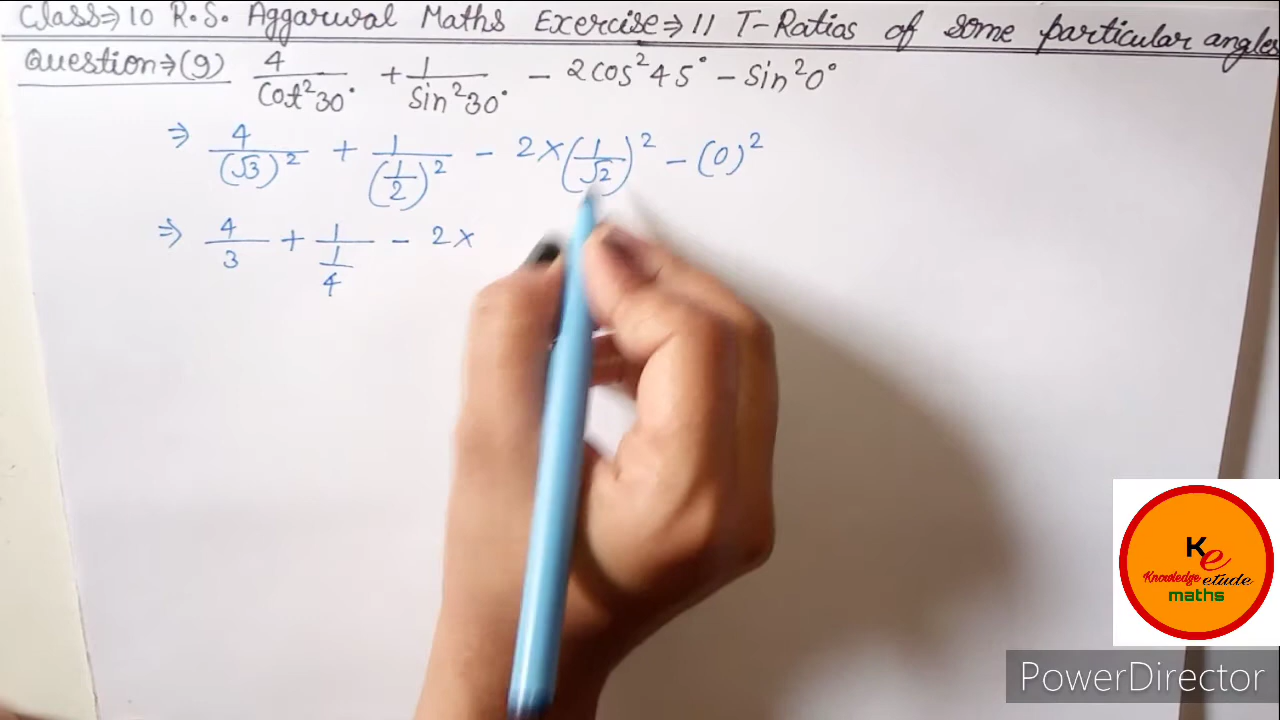 Class⇒10 R.S. Aggarwal Maths Exercise⇒11 T-Ratios of some particular angles
Question⇒(9) 4/Cot²30° + 1/Sin²30° - 2cos²45° - Sin²0°
⇒ 4/(√3)² + 1/(1/2)² - 2×(1/√2)² - (0)²
⇒ 4/3 + 1/(1/4) - 2×
Ke
Knowledge etude
maths
PowerDirector